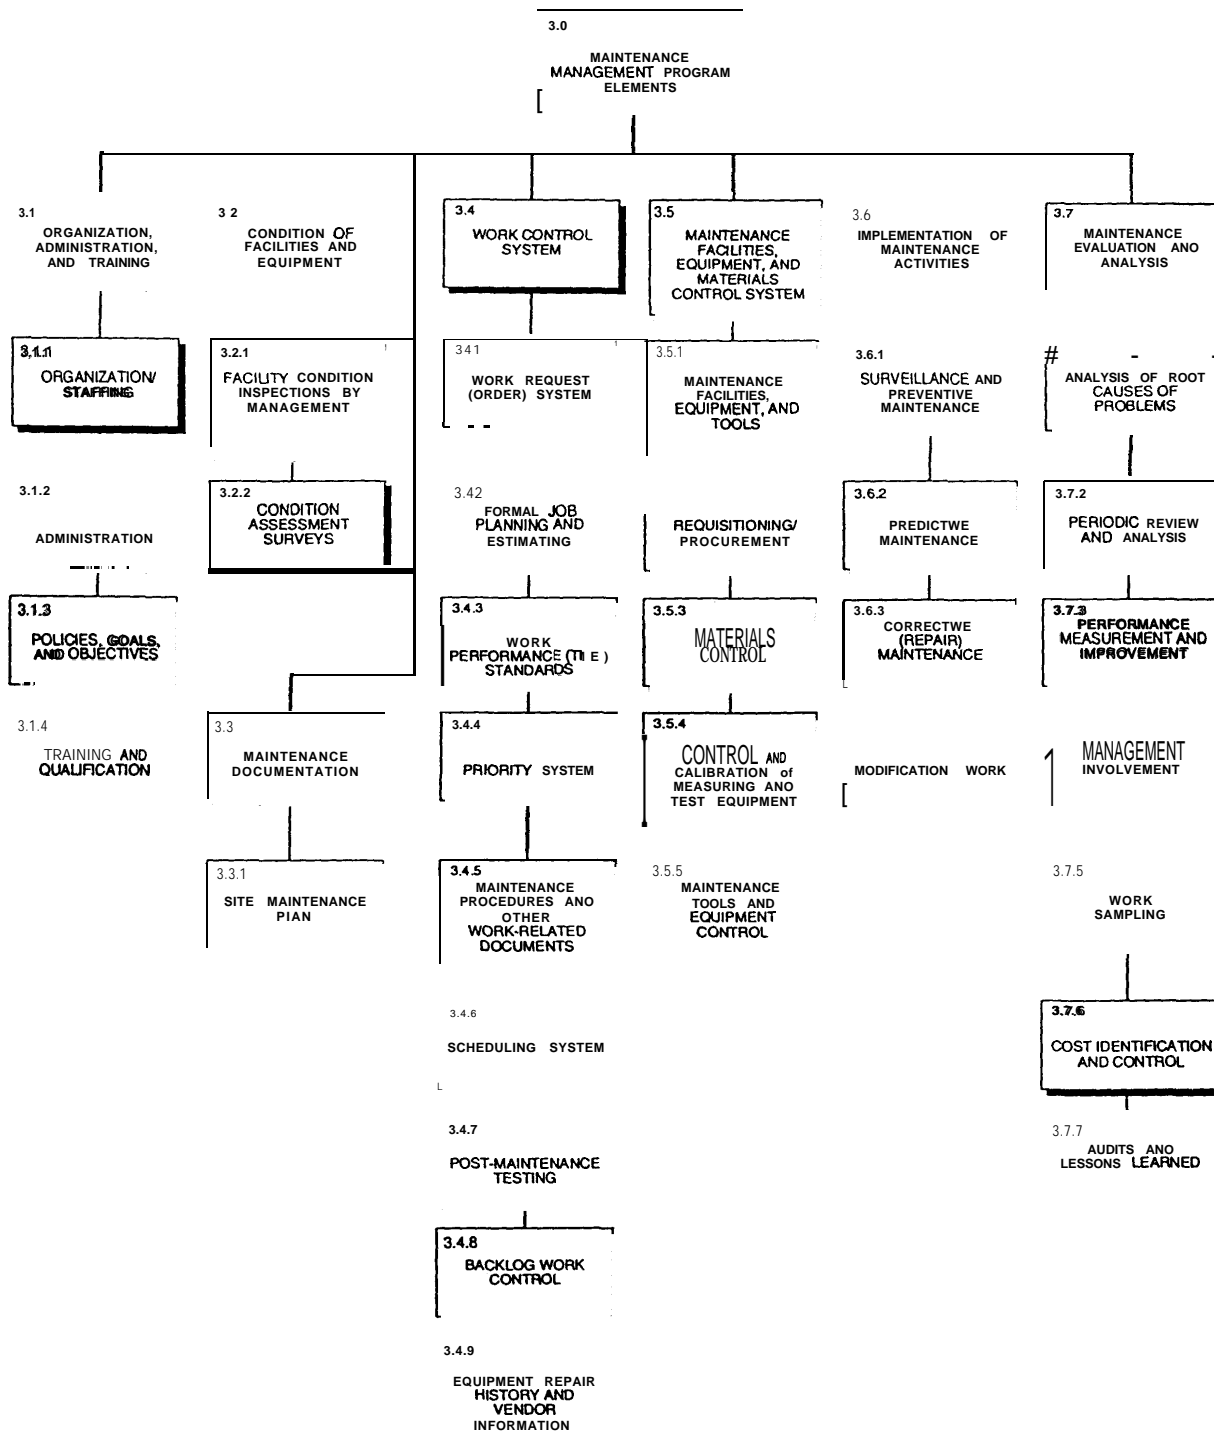 3.0
MAINTENANCE
MANAGEMENT PROGRAM
ELEMENTS
[
3.1
ORGANIZATION,
ADMINISTRATION,
AND TRAINING
3.1.1
ORGANIZATION/
STAFFING
3.1.2
ADMINISTRATION
3.1.3
POLICIES, GOALS,
AND OBJECTIVES
3.1.4
TRAINING AND
QUALIFICATION
3 2
CONDITION OF
FACILITIES AND
EQUIPMENT
3.2.1
FACILITY CONDITION
INSPECTIONS BY
MANAGEMENT
3.2.2
CONDITION
ASSESSMENT
SURVEYS
3.3
MAINTENANCE
DOCUMENTATION
3.3.1
SITE MAINTENANCE
PIAN
3.4
WORK CONTROL
SYSTEM
341
WORK REQUEST
(ORDER) SYSTEM
3.42
FORMAL JOB
PLANNING AND
ESTIMATING
3.4.3
WORK
PERFORMANCE (TI E )
STANDARDS
3.4.4
PRIORITY SYSTEM
3.4.5
MAINTENANCE
PROCEDURES ANO
OTHER
WORK-RELATED
DOCUMENTS
3.4.6
SCHEDULING SYSTEM
3.4.7
POST-MAINTENANCE
TESTING
3.4.8
BACKLOG WORK
CONTROL
3.4.9
EQUIPMENT REPAIR
HISTORY AND
VENDOR
INFORMATION
3.5
MAINTENANCE
FACILITIES,
EQUIPMENT, AND
MATERIALS
CONTROL SYSTEM
3.5.1
MAINTENANCE
FACILITIES,
EQUIPMENT, AND
TOOLS
REQUISITIONING/
PROCUREMENT
3.5.3
MATERIALS
CONTROL
3.5.4
CONTROL AND
CALIBRATION of
MEASURING ANO
TEST EQUIPMENT
3.5.5
MAINTENANCE
TOOLS AND
EQUIPMENT
CONTROL
3.6
IMPLEMENTATION OF
MAINTENANCE
ACTIVITIES
3.6.1
SURVEILLANCE AND
PREVENTIVE
MAINTENANCE
3.6.2
PREDICTWE
MAINTENANCE
3.6.3
CORRECTWE
(REPAIR)
MAINTENANCE
MODIFICATION WORK
[
3.7
MAINTENANCE
EVALUATION ANO
ANALYSIS
# - -
ANALYSIS OF ROOT
CAUSES OF
PROBLEMS
3.7.2
PERIODIC REVIEW
AND ANALYSIS
3.7.3
PERFORMANCE
MEASUREMENT AND
IMPROVEMENT
MANAGEMENT
INVOLVEMENT
3.7.5
WORK
SAMPLING
3.7.6
COST IDENTIFICATION
AND CONTROL
3.7.7
AUDITS ANO
LESSONS LEARNED